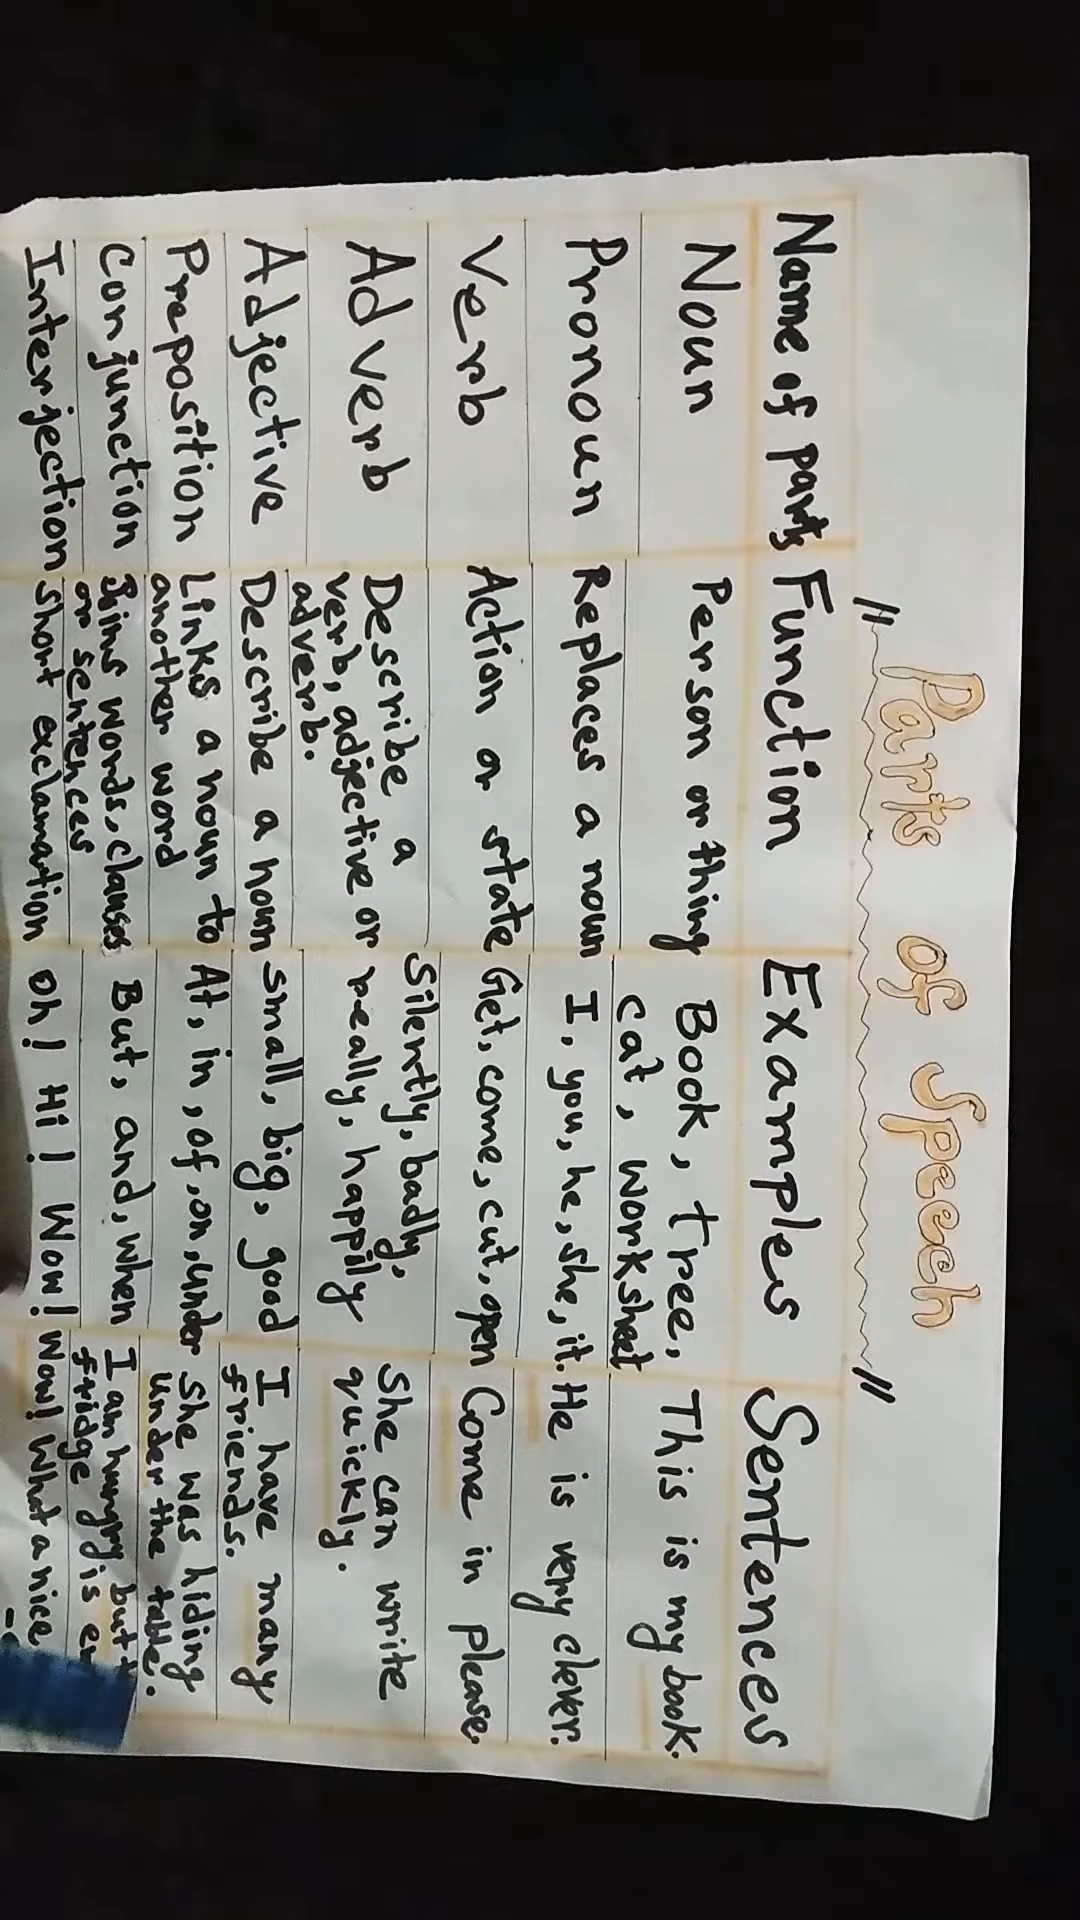 "Parts of Speech"
Name of parts Function Examples Sentences
Noun Person or thing Book, tree, This is my book.
cat, worksheet
Pronoun Replaces a noun I, you, he, she, it. He is very clever.
Verb Action or state Get, come, cut, open Come in please.
Adverb Describe a Silently, badly, She can write
verb, adjective or really, happily quickly.
adverb.
Adjective Describe a noun small, big, good I have many
friends.
Preposition Links a noun to At, in, of, on, under She was hiding
another word under the table.
Conjunction Joins words, clauses But, and, when I am hungry but
or sentences fridge is
Interjection Short exclamation oh! Hi! Wow! Wow! What a nice